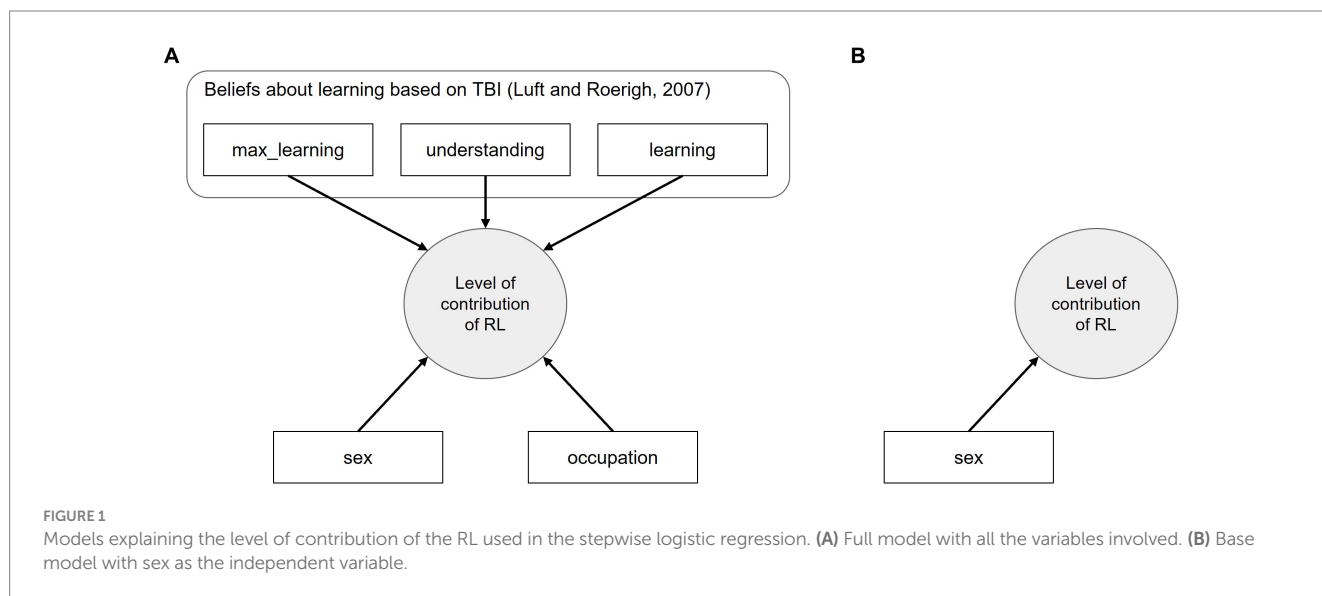 A
Beliefs about learning based on TBI (Luft and Roerigh, 2007)
max_learning
understanding
learning
Level of
contribution
of RL
sex
occupation
B
Level of
contribution
of RL
sex
FIGURE 1
Models explaining the level of contribution of the RL used in the stepwise logistic regression. (A) Full model with all the variables involved. (B) Base
model with sex as the independent variable.